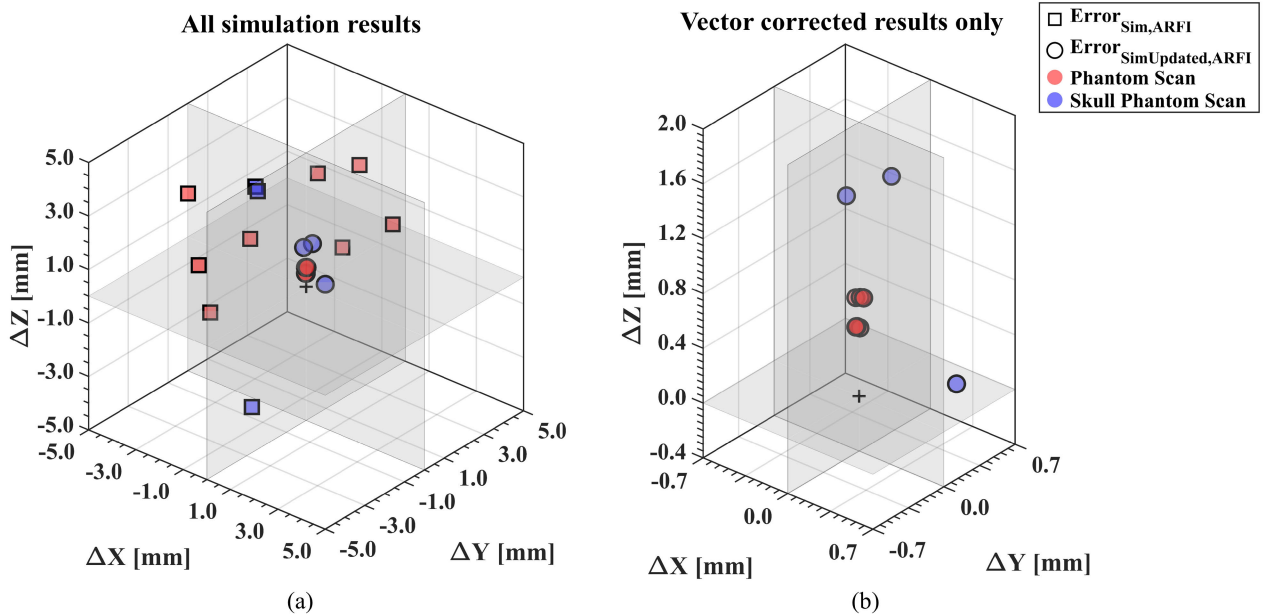 All simulation results
5.0
3.0
1.0
-1.0
-3.0
-5.0
ΔZ [mm]
-5.0
-3.0
-1.0
1.0
3.0
5.0
ΔX [mm]
-5.0
-3.0
-1.0
1.0
3.0
5.0
ΔY [mm]
(a)
Vector corrected results only
2.0
1.6
1.2
0.8
0.4
0.0
-0.4
ΔZ [mm]
-0.7
0.0
0.7
ΔX [mm]
-0.7
0.0
0.7
ΔY [mm]
(b)
Error Sim,ARFI
Error SimUpdated,ARFI
Phantom Scan
Skull Phantom Scan